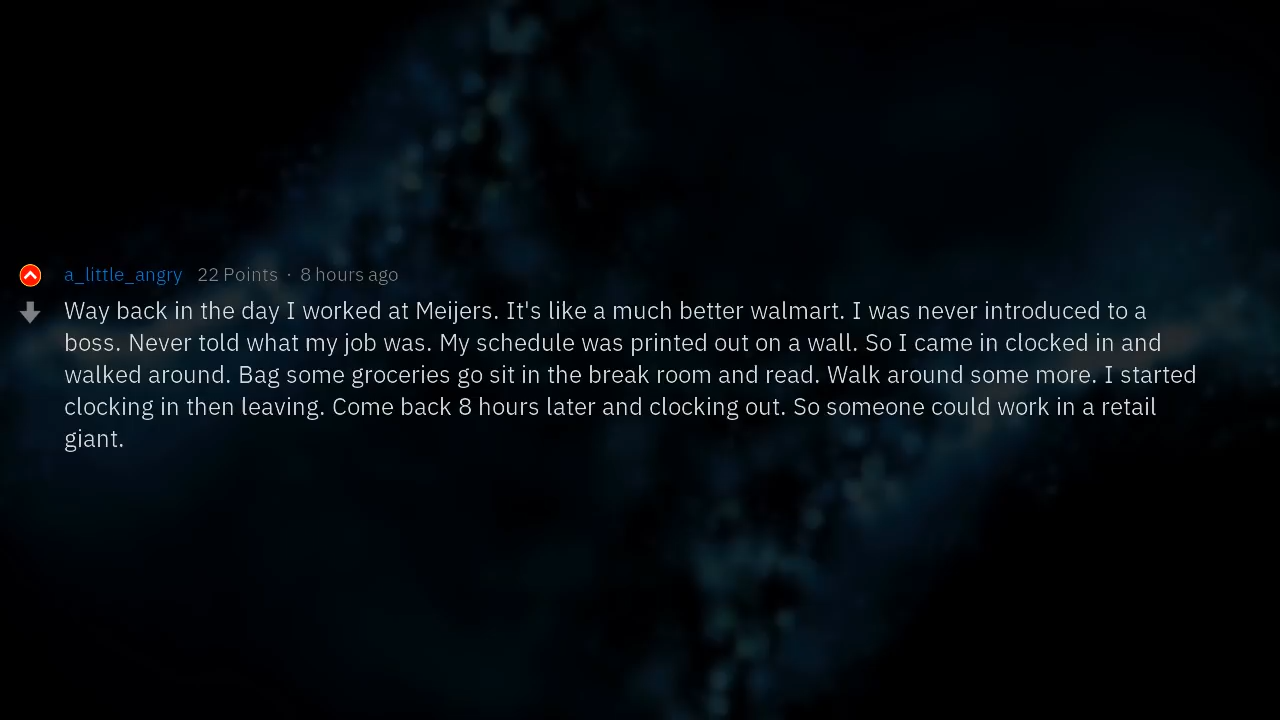 a_little_angry 22 Points · 8 hours ago
Way back in the day I worked at Meijers. It's like a much better walmart. I was never introduced to a
boss. Never told what my job was. My schedule was printed out on a wall. So I came in clocked in and
walked around. Bag some groceries go sit in the break room and read. Walk around some more. I started
clocking in then leaving. Come back 8 hours later and clocking out. So someone could work in a retail
giant.